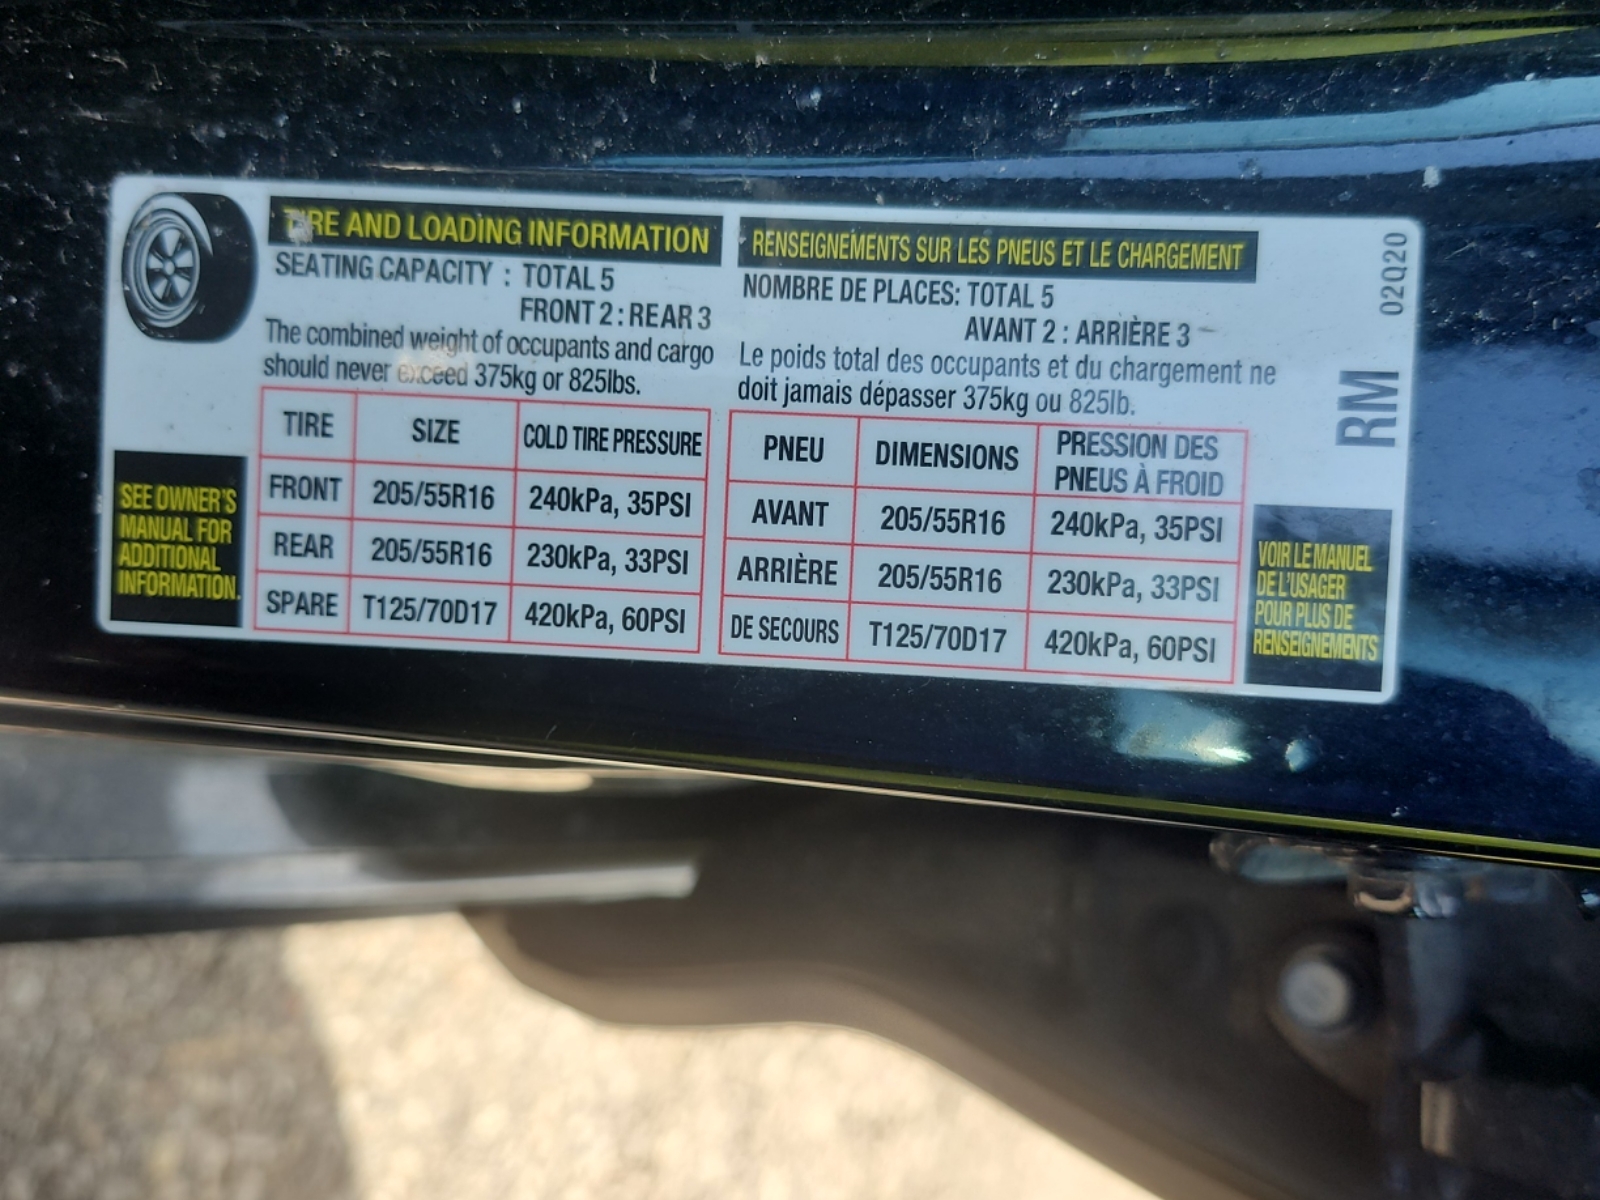 TIRE AND LOADING INFORMATION
SEATING CAPACITY : TOTAL 5
FRONT 2 : REAR 3
The combined weight of occupants and cargo
should never exceed 375kg or 825lbs.
TIRE SIZE COLD TIRE PRESSURE
FRONT 205/55R16 240kPa, 35PSI
REAR 205/55R16 230kPa, 33PSI
SPARE T125/70D17 420kPa, 60PSI
SEE OWNER'S
MANUAL FOR
ADDITIONAL
INFORMATION.
RENSEIGNEMENTS SUR LES PNEUS ET LE CHARGEMENT
NOMBRE DE PLACES: TOTAL 5
AVANT 2 : ARRIÈRE 3
Le poids total des occupants et du chargement ne
doit jamais dépasser 375kg ou 825lb.
PNEU DIMENSIONS PRESSION DES
PNEUS À FROID
AVANT 205/55R16 240kPa, 35PSI
ARRIÈRE 205/55R16 230kPa, 33PSI
DE SECOURS T125/70D17 420kPa, 60PSI
VOIR LE MANUEL
DE L'USAGER
POUR PLUS DE
RENSEIGNEMENTS
02Q20
RM